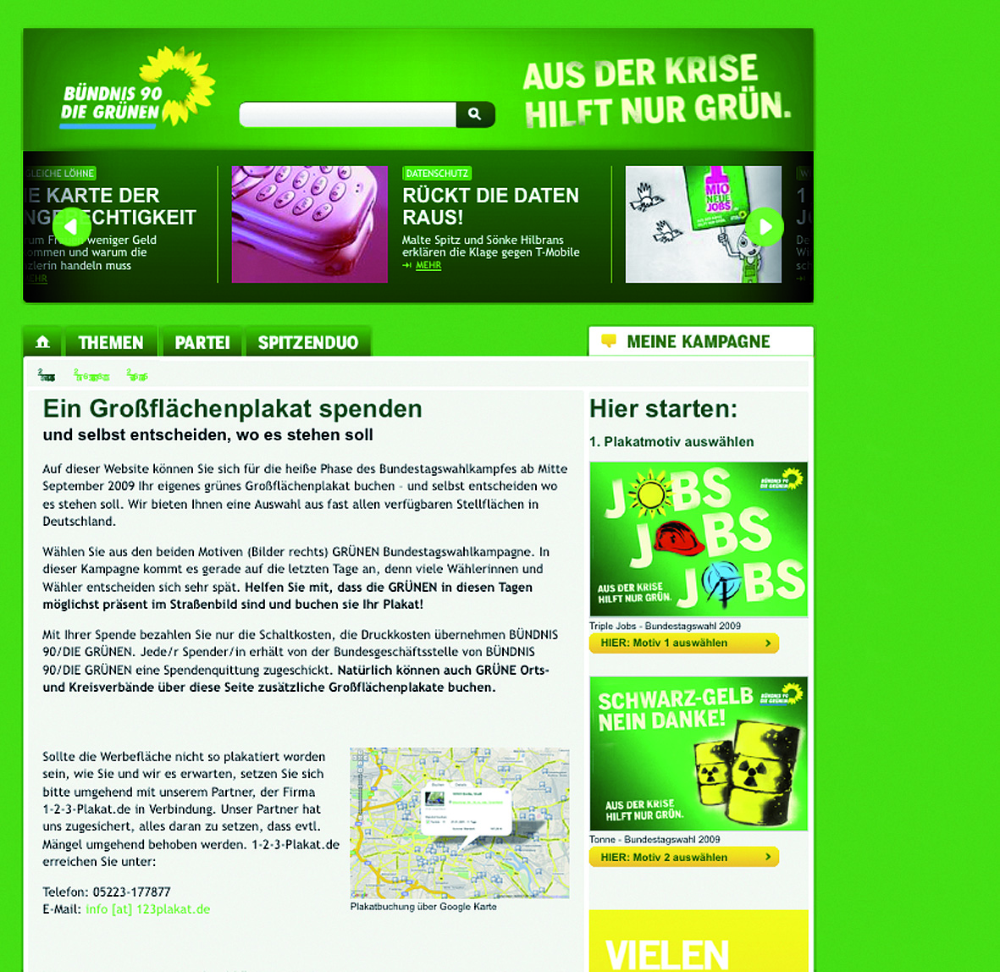 BÜNDNIS 90
DIE GRÜNEN
AUS DER KRISE
HILFT NUR GRÜN.
GLEICHE LÖHNE
E KARTE DER
weniger Geld
ommen und warum die
nzlerin handeln muss
MEHR
DATENSCHUTZ
RÜCKT DIE DATEN
RAUS!
Malte Spitz und Sönke Hilbrans
erklären die Klage gegen T-Mobile
MEHR
1
MIO
NEUE
JOBS
THEMEN
PARTEI
SPITZENDUO
MEINE KAMPAGNE
Ein Großflächenplakat spenden
und selbst entscheiden, wo es stehen soll
Auf dieser Website können Sie sich für die heiße Phase des Bundestagswahlkampfes ab Mitte
September 2009 Ihr eigenes grünes Großflächenplakat buchen - und selbst entscheiden wo
es stehen soll. Wir bieten Ihnen eine Auswahl aus fast allen verfügbaren Stellflächen in
Deutschland.
Wählen Sie aus den beiden Motiven (Bilder rechts) GRÜNEN Bundestagswahlkampagne. In
dieser Kampagne kommt es gerade auf die letzten Tage an, denn viele Wählerinnen und
Wähler entscheiden sich sehr spät. Helfen Sie mit, dass die GRÜNEN in diesen Tagen
möglichst präsent im Straßenbild sind und buchen sie Ihr Plakat!
Mit Ihrer Spende bezahlen Sie nur die Schaltkosten, die Druckkosten übernehmen BÜNDNIS
90/DIE GRÜNEN. Jede/r Spender/in erhält von der Bundesgeschäftsstelle von BÜNDNIS
90/DIE GRÜNEN eine Spendenquittung zugeschickt. Natürlich können auch GRÜNE Orts-
und Kreisverbände über diese Seite zusätzliche Großflächenplakate buchen.
Sollte die Werbefläche nicht so plakatiert worden
sein, wie Sie und wir es erwarten, setzen Sie sich
bitte umgehend mit unserem Partner, der Firma
1-2-3-Plakat.de in Verbindung. Unser Partner hat
uns zugesichert, alles daran zu setzen, dass evtl.
Mängel umgehend behoben werden. 1-2-3-Plakat.de
erreichen Sie unter:
Telefon: 05223-177877
E-Mail: info [at] 123plakat.de
Plakatbuchung über Google Karte
Hier starten:
1. Plakatmotiv auswählen
BÜNDNIS 90
DIE GRÜNEN
JOBS
JOBS
JOBS
AUS DER KRISE
HILFT NUR GRÜN.
Triple Jobs - Bundestagswahl 2009
HIER: Motiv 1 auswählen
SCHWARZ-GELB
NEIN DANKE!
BÜNDNIS 90
DIE GRÜNEN
AUS DER KRISE
HILFT NUR GRÜN.
Tonne - Bundestagswahl 2009
HIER: Motiv 2 auswählen
VIELEN